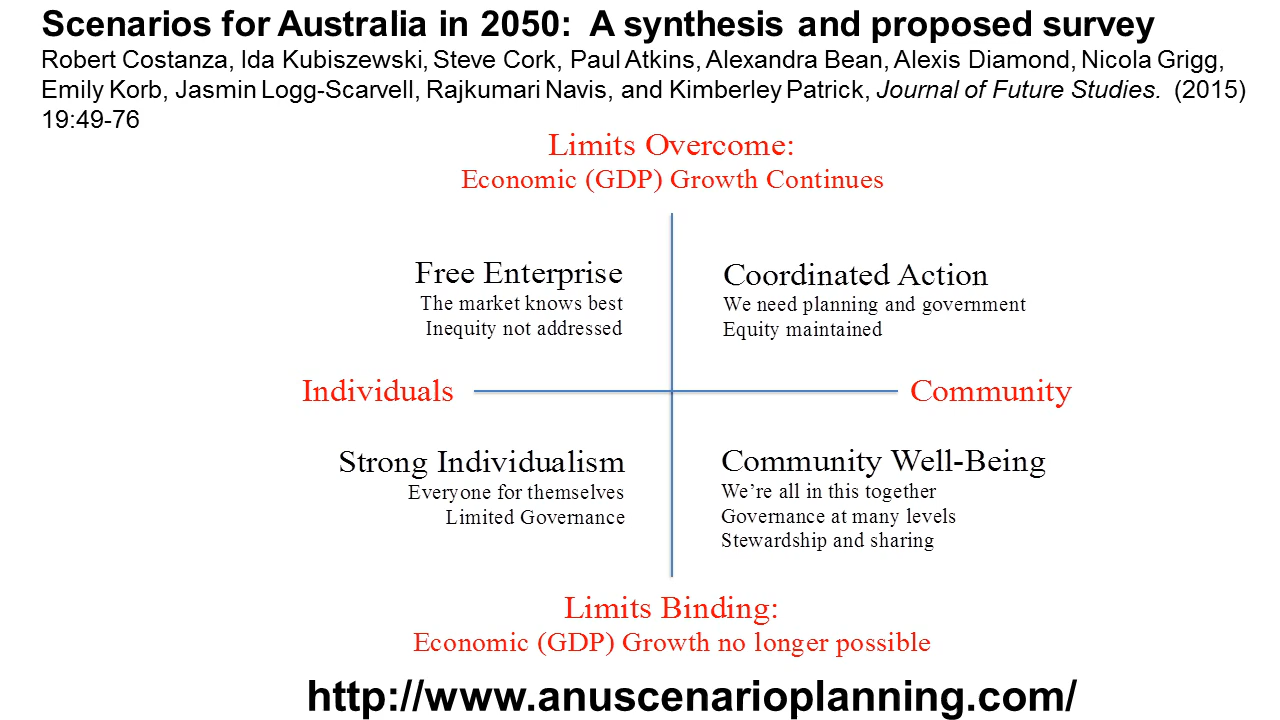 Scenarios for Australia in 2050:  A synthesis and proposed survey
Robert Costanza, Ida Kubiszewski, Steve Cork, Paul Atkins, Alexandra Bean, Alexis Diamond, Nicola Grigg,
Emily Korb, Jasmin Logg-Scarvell, Rajkumari Navis, and Kimberley Patrick, Journal of Future Studies.  (2015)
19:49-76
Limits Overcome:
Economic (GDP) Growth Continues
Free Enterprise
The market knows best
Inequity not addressed
Coordinated Action
We need planning and government
Equity maintained
Individuals
Community
Strong Individualism
Everyone for themselves
Limited Governance
Community Well-Being
We’re all in this together
Governance at many levels
Stewardship and sharing
Limits Binding:
Economic (GDP) Growth no longer possible
http://www.anuscenarioplanning.com/